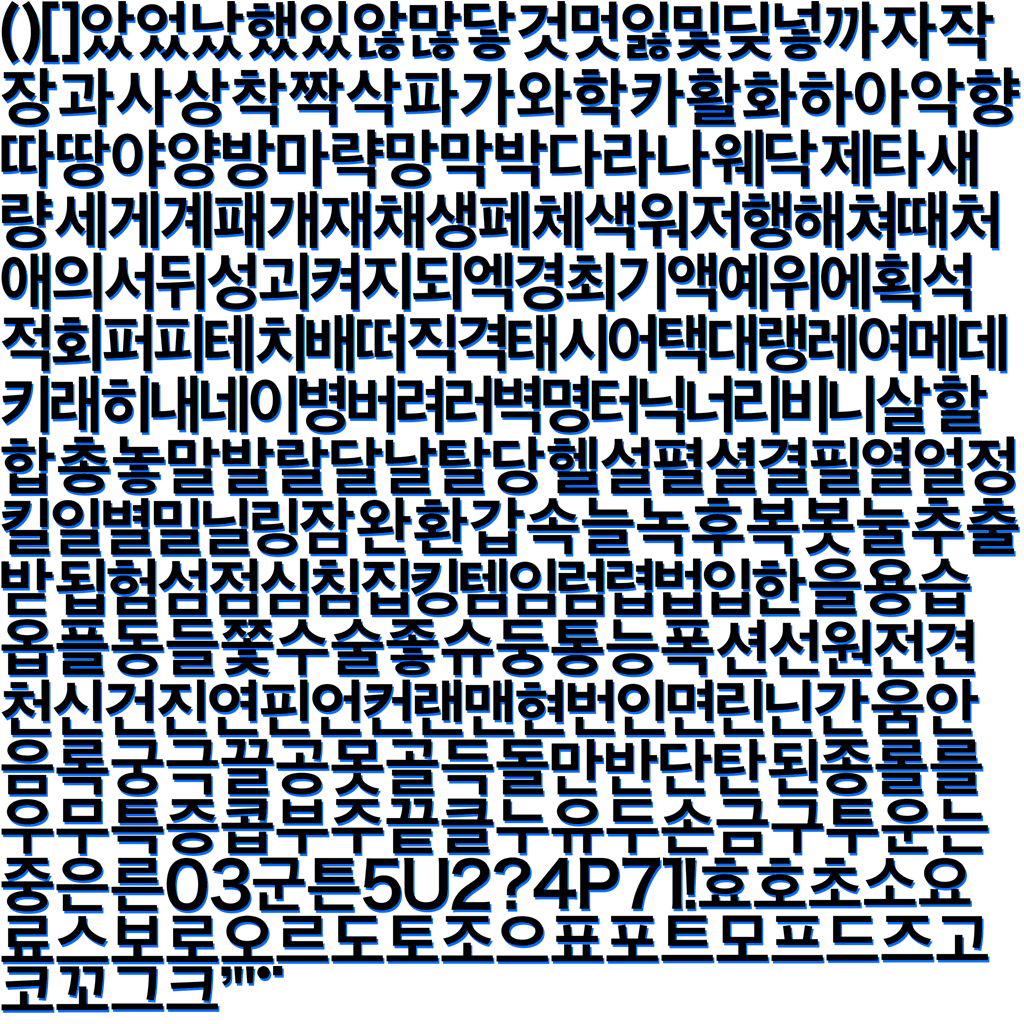 ()[]았었났했있않많닿것멋잃및딪넣까자작
장과사상착짝삭파가와학카활화하아악향
따땅야양방마략망막박다라나웨닥제타새
량세게계패개재채생페체색워저행해쳐때처
애의서뒤성괴켜지되엑경최기액예위에획석
적회퍼피테치배떠직격태시어택대랭레여메데
키래히내네이병버려러벽명터닉너리비니살할
합총놓말발랄달날탈당헬설펼셜결필열얼정
킬일별밀닐링잠완환갑속늘녹후복봇눌추출
받됩험섬점심침집킹템임럼렵법입한을용습
옵플동들쫓수술좋슈둥통능폭션선원전견
천신건진연핀언컨랜맨현번인면린닌간움안
음록궁극끌공못골득돌만반단탄된종롤를
우무특증콥부주끝클누유두손금구투운는
중은른03군튼5U2?4P71!효호초소요
료스보로오르도토조으표포트모프드즈고
코꼬그크’”'"°¨